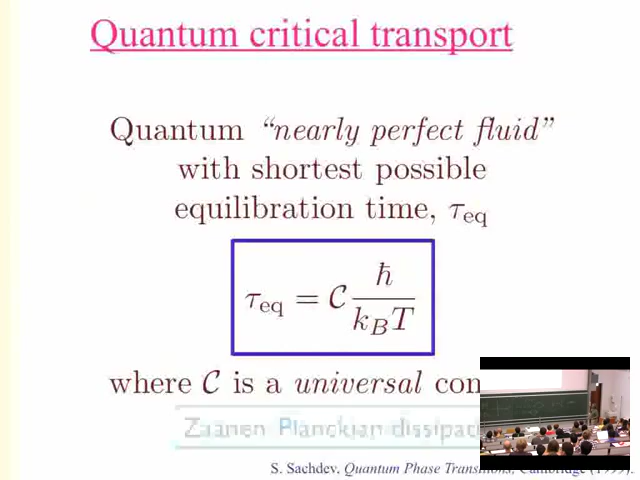 Quantum critical transport
Quantum “nearly perfect fluid”
with shortest possible
equilibration time, τ_eq
τ_eq = 𝒞 ħ / k_B T
where 𝒞 is a universal
Zaanen Planckian
S. Sachdev, Quantum Phase Transitions, Cambridge (1999).